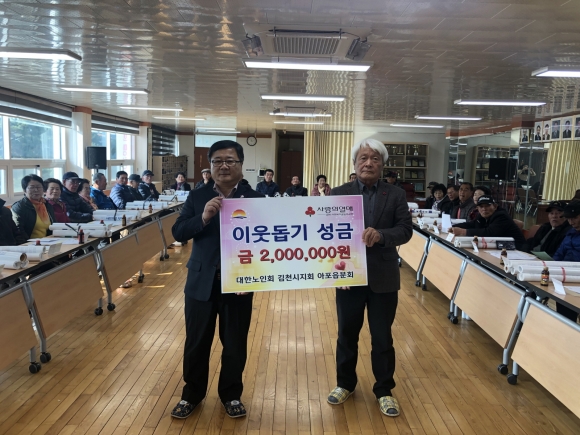 사랑의열매
이웃돕기 성금
금 2,000,000원
대한노인회 김천시지회 아포읍분회